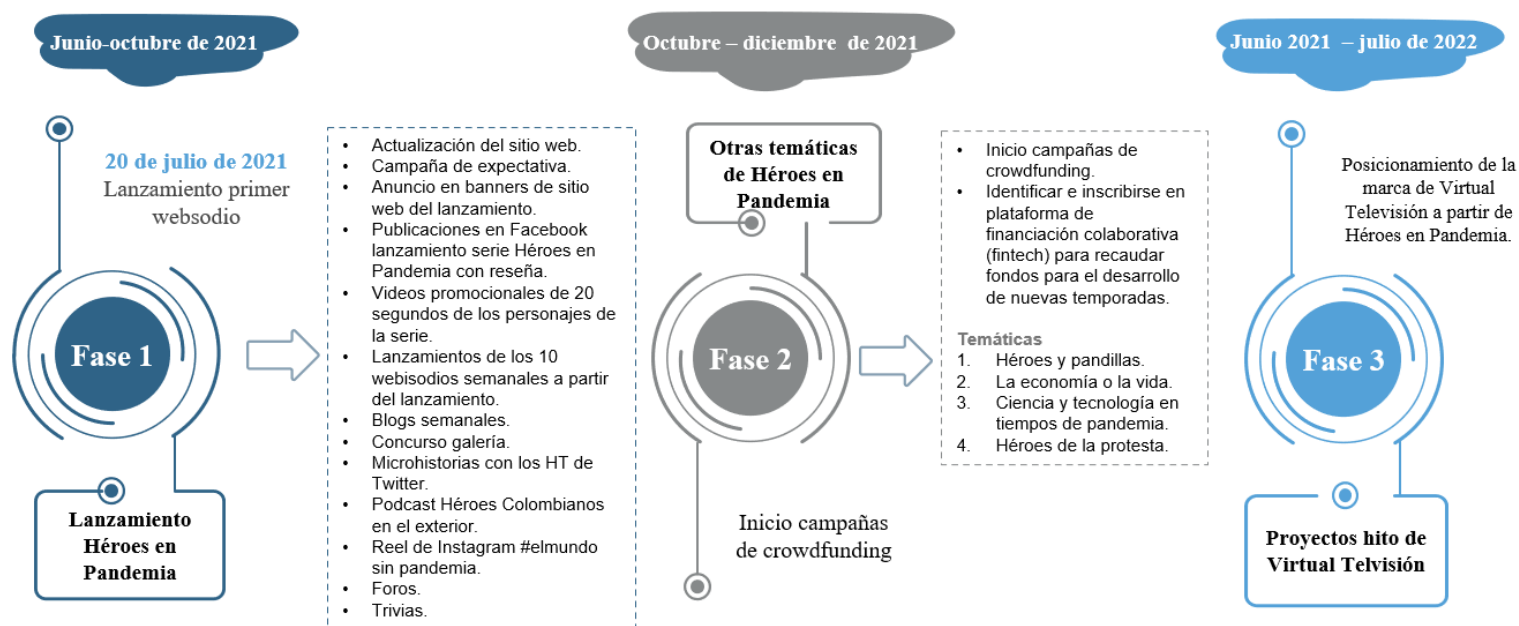 Junio-octubre de 2021
20 de julio de 2021
Lanzamiento primer
websodio
Fase 1
Lanzamiento
Héroes en
Pandemia
• Actualización del sitio web.
• Campaña de expectativa.
• Anuncio en banners de sitio
web del lanzamiento.
• Publicaciones en Facebook
lanzamiento serie Héroes en
Pandemia con reseña.
• Videos promocionales de 20
segundos de los personajes de
la serie.
• Lanzamientos de los 10
webisodios semanales a partir
del lanzamiento.
• Blogs semanales.
• Concurso galería.
• Microhistorias con los HT de
Twitter.
• Podcast Héroes Colombianos
en el exterior.
• Reel de Instagram #elmundo
sin pandemia.
• Foros.
• Trivias.
Octubre – diciembre de 2021
Otras temáticas
de Héroes en
Pandemia
Fase 2
Inicio campañas
de crowdfunding
• Inicio campañas de
crowdfunding.
• Identificar e inscribirse en
plataforma de
financiación colaborativa
(fintech) para recaudar
fondos para el desarrollo
de nuevas temporadas.
Temáticas
1. Héroes y pandillas.
2. La economía o la vida.
3. Ciencia y tecnología en
tiempos de pandemia.
4. Héroes de la protesta.
Junio 2021 – julio de 2022
Posicionamiento de la
marca de Virtual
Televisión a partir de
Héroes en Pandemia.
Fase 3
Proyectos hito de
Virtual Telvisión